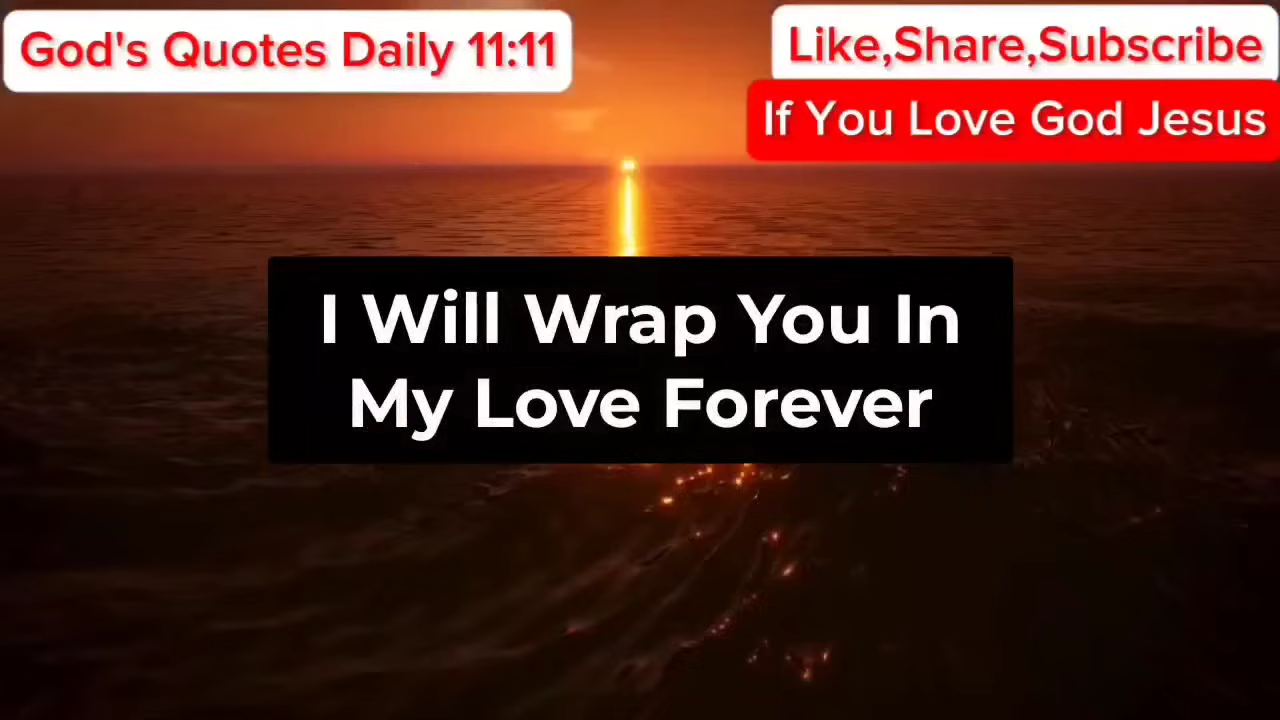 God's Quotes Daily 11:11
Like,Share,Subscribe
If You Love God Jesus
I Will Wrap You In
My Love Forever